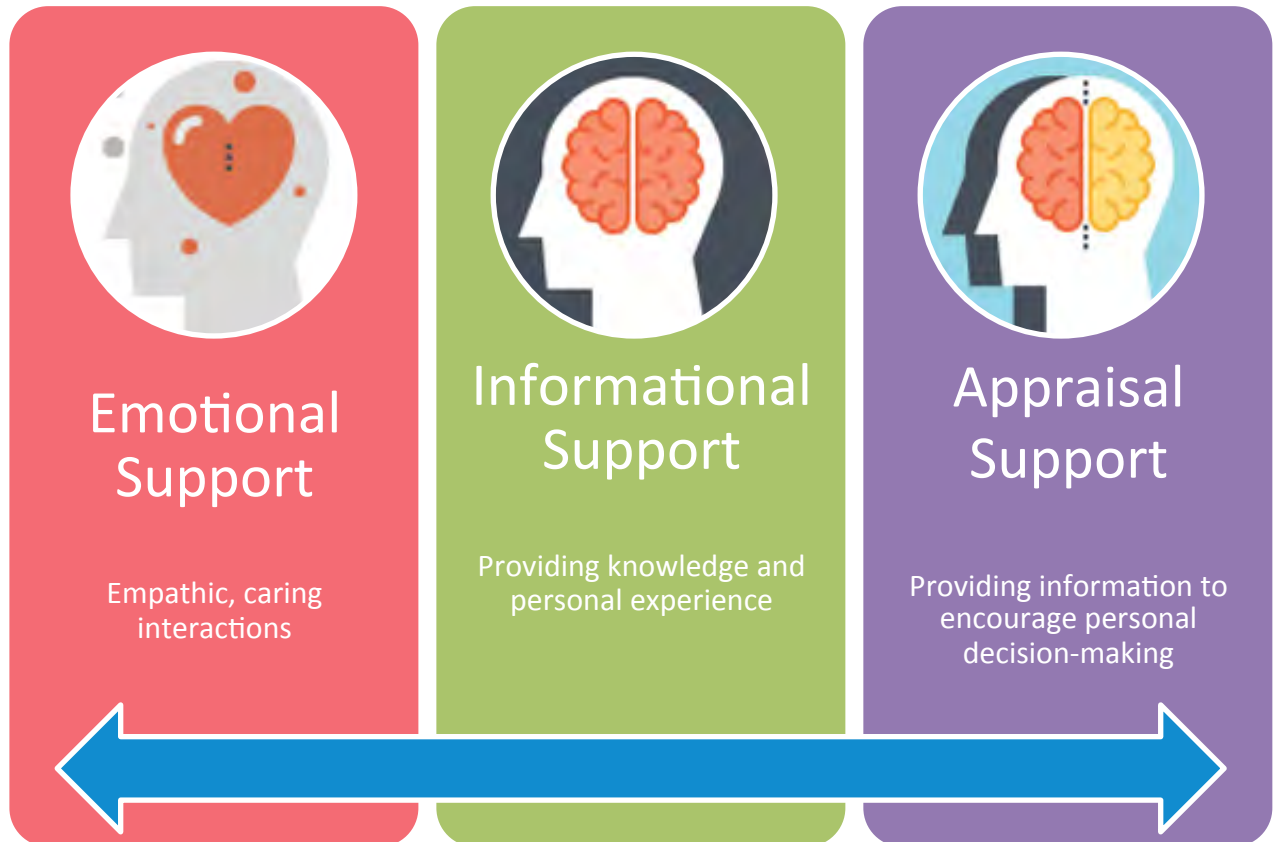 Emotional
Support
Empathic, caring
interactions
Informational
Support
Providing knowledge and
personal experience
Appraisal
Support
Providing information to
encourage personal
decision-making